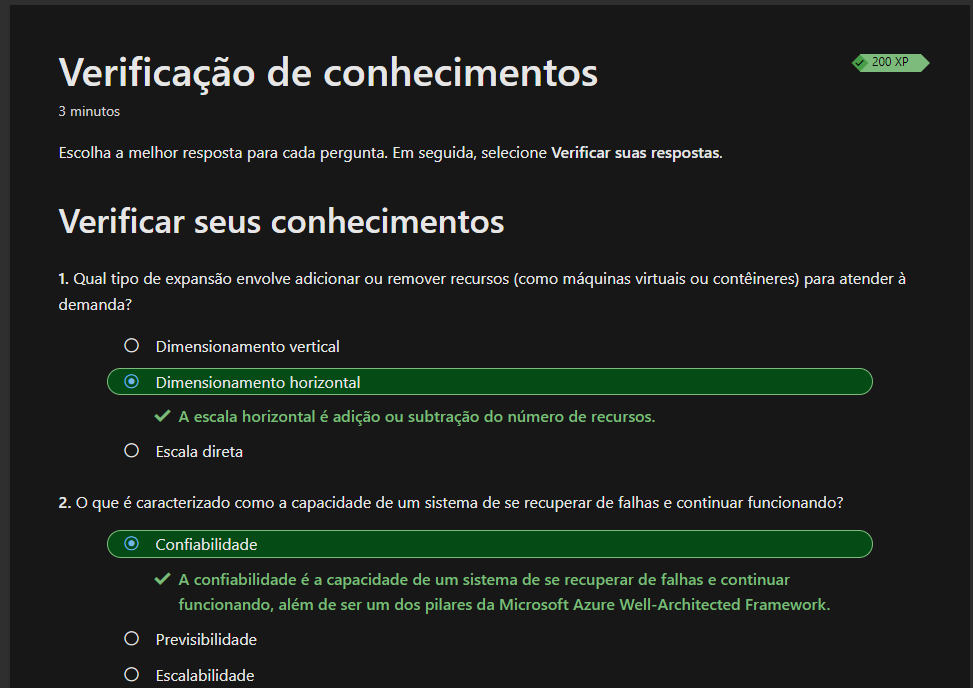 Verificação de conhecimentos
200 XP
3 minutos
Escolha a melhor resposta para cada pergunta. Em seguida, selecione Verificar suas respostas.
Verificar seus conhecimentos
1. Qual tipo de expansão envolve adicionar ou remover recursos (como máquinas virtuais ou contêineres) para atender à
demanda?
Dimensionamento vertical
Dimensionamento horizontal
A escala horizontal é adição ou subtração do número de recursos.
Escala direta
2. O que é caracterizado como a capacidade de um sistema de se recuperar de falhas e continuar funcionando?
Confiabilidade
A confiabilidade é a capacidade de um sistema de se recuperar de falhas e continuar
funcionando, além de ser um dos pilares da Microsoft Azure Well-Architected Framework.
Previsibilidade
Escalabilidade